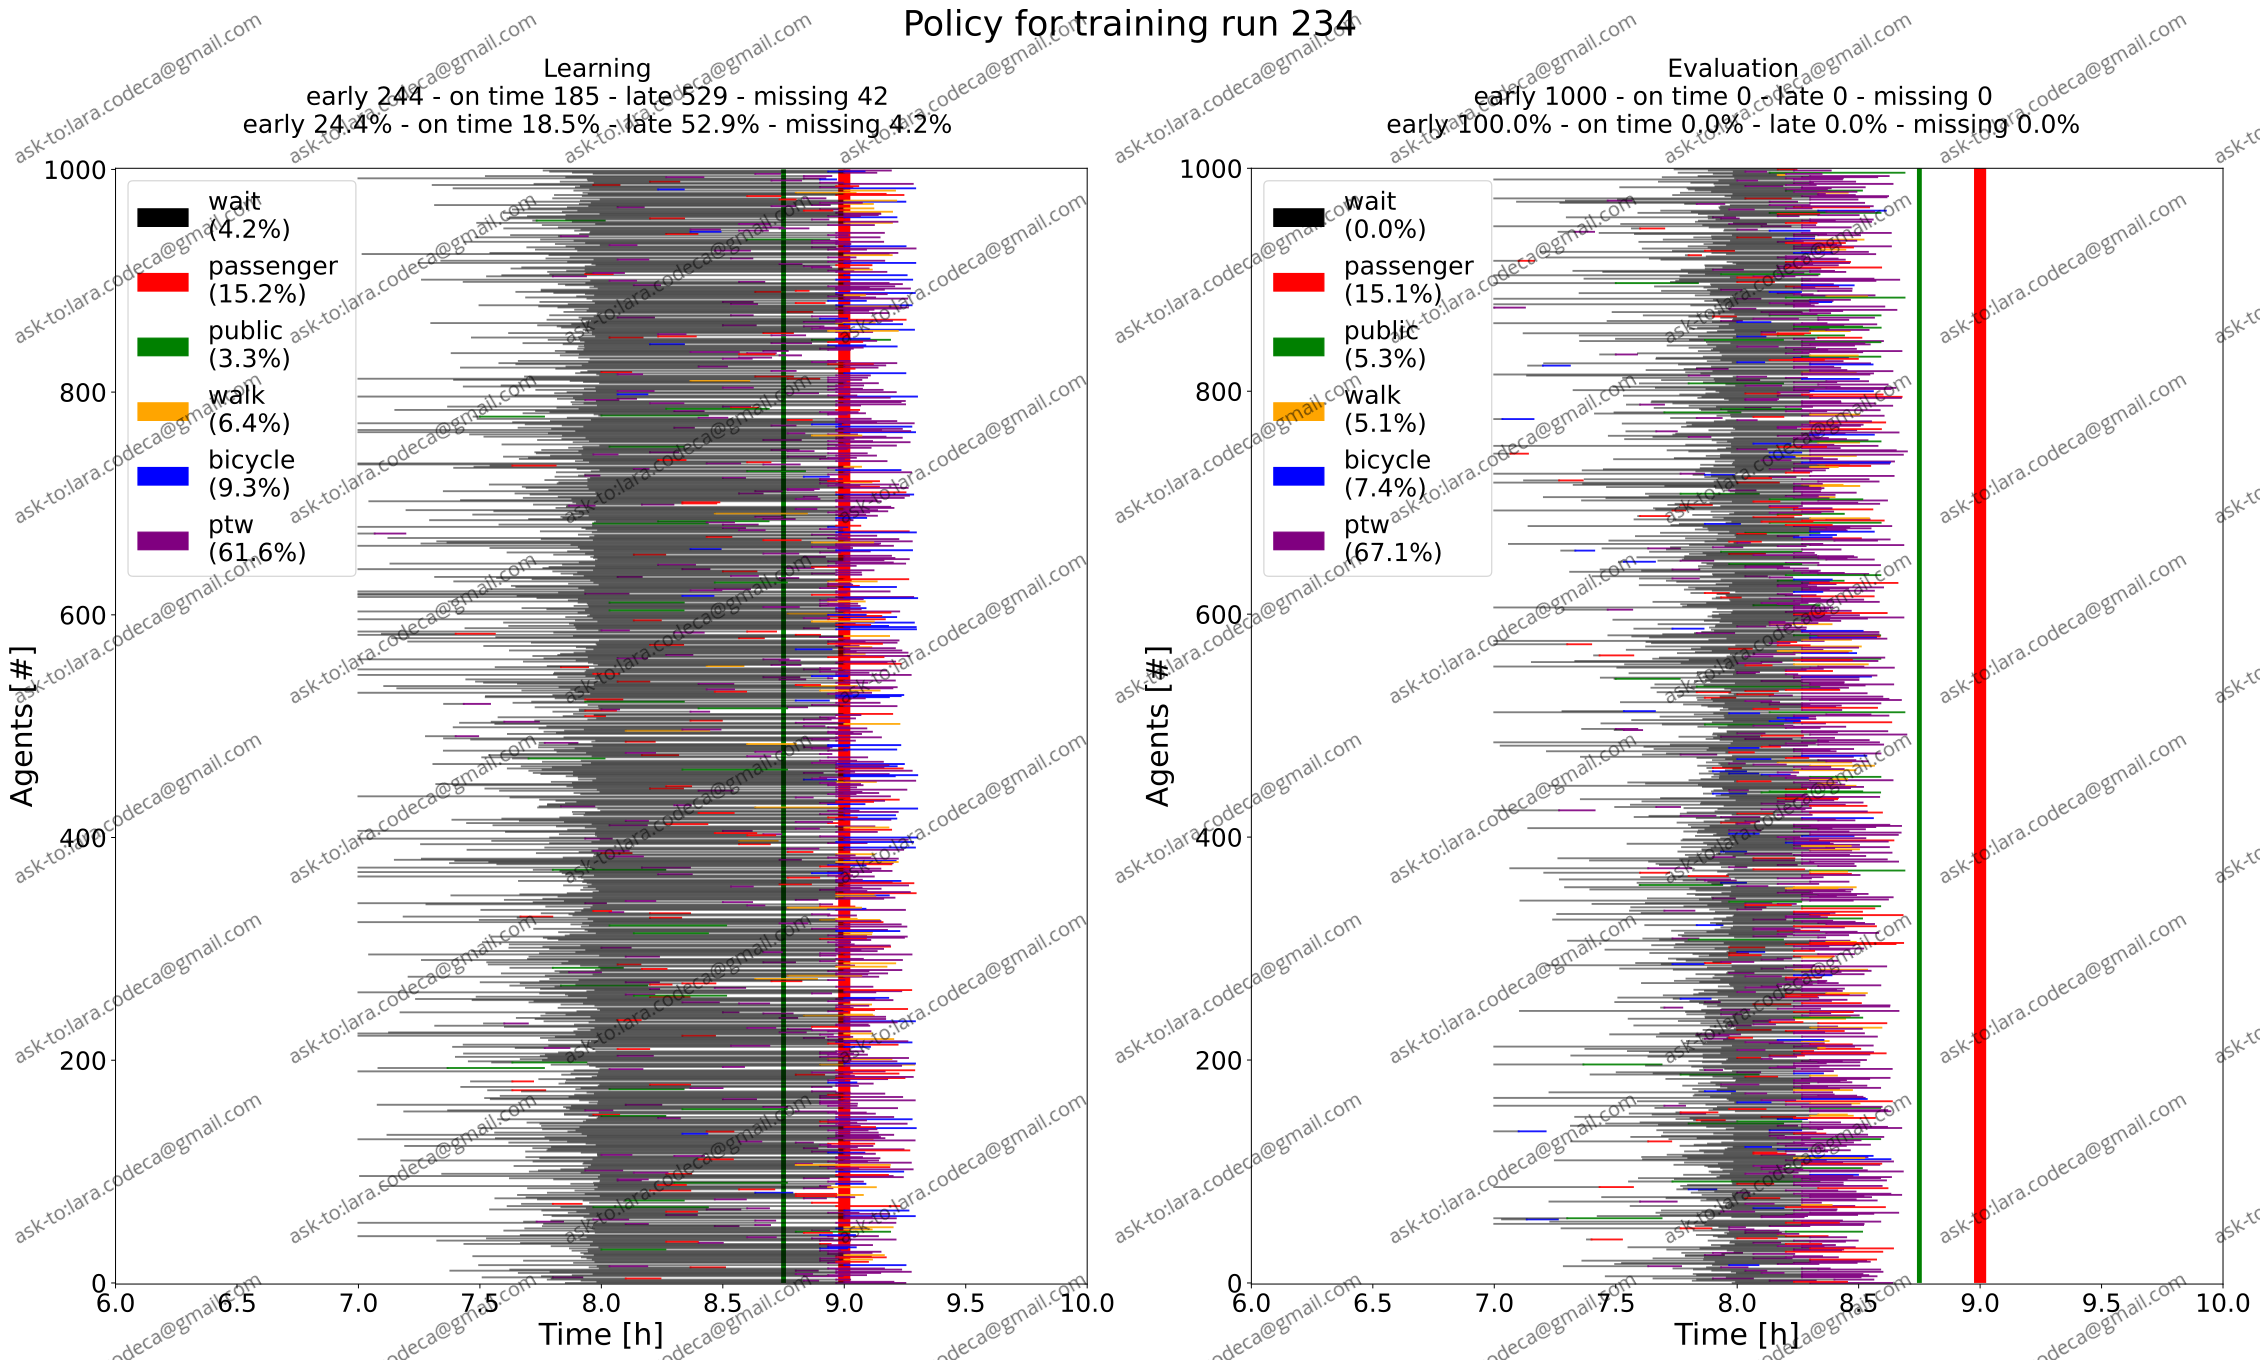 Policy for training run 234
Learning
early 244 - on time 185 - late 529 - missing 42
early 24.4% - on time 18.5% - late 52.9% - missing 4.2%
wait
(4.2%)
passenger
(15.2%)
public
(3.3%)
walk
(6.4%)
bicycle
(9.3%)
ptw
(61.6%)
1000
800
600
400
200
0
Agents [#]
6.0 6.5 7.0 7.5 8.0 8.5 9.0 9.5 10.0
Time [h]
Evaluation
early 1000 - on time 0 - late 0 - missing 0
early 100.0% - on time 0.0% - late 0.0% - missing 0.0%
wait
(0.0%)
passenger
(15.1%)
public
(5.3%)
walk
(5.1%)
bicycle
(7.4%)
ptw
(67.1%)
1000
800
600
400
200
0
Agents [#]
6.0 6.5 7.0 7.5 8.0 8.5 9.0 9.5 10.0
Time [h]
ask-to:lara.codeca@gmail.com